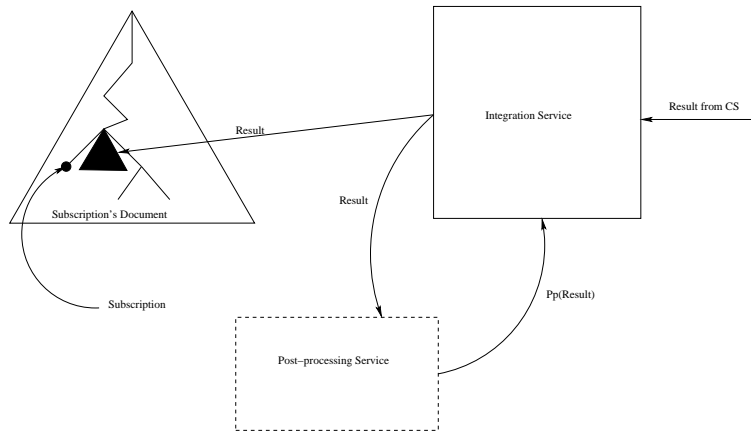 Result from CS
Integration Service
Result
Subscription's Document
Result
Subscription
Pp(Result)
Post–processing Service